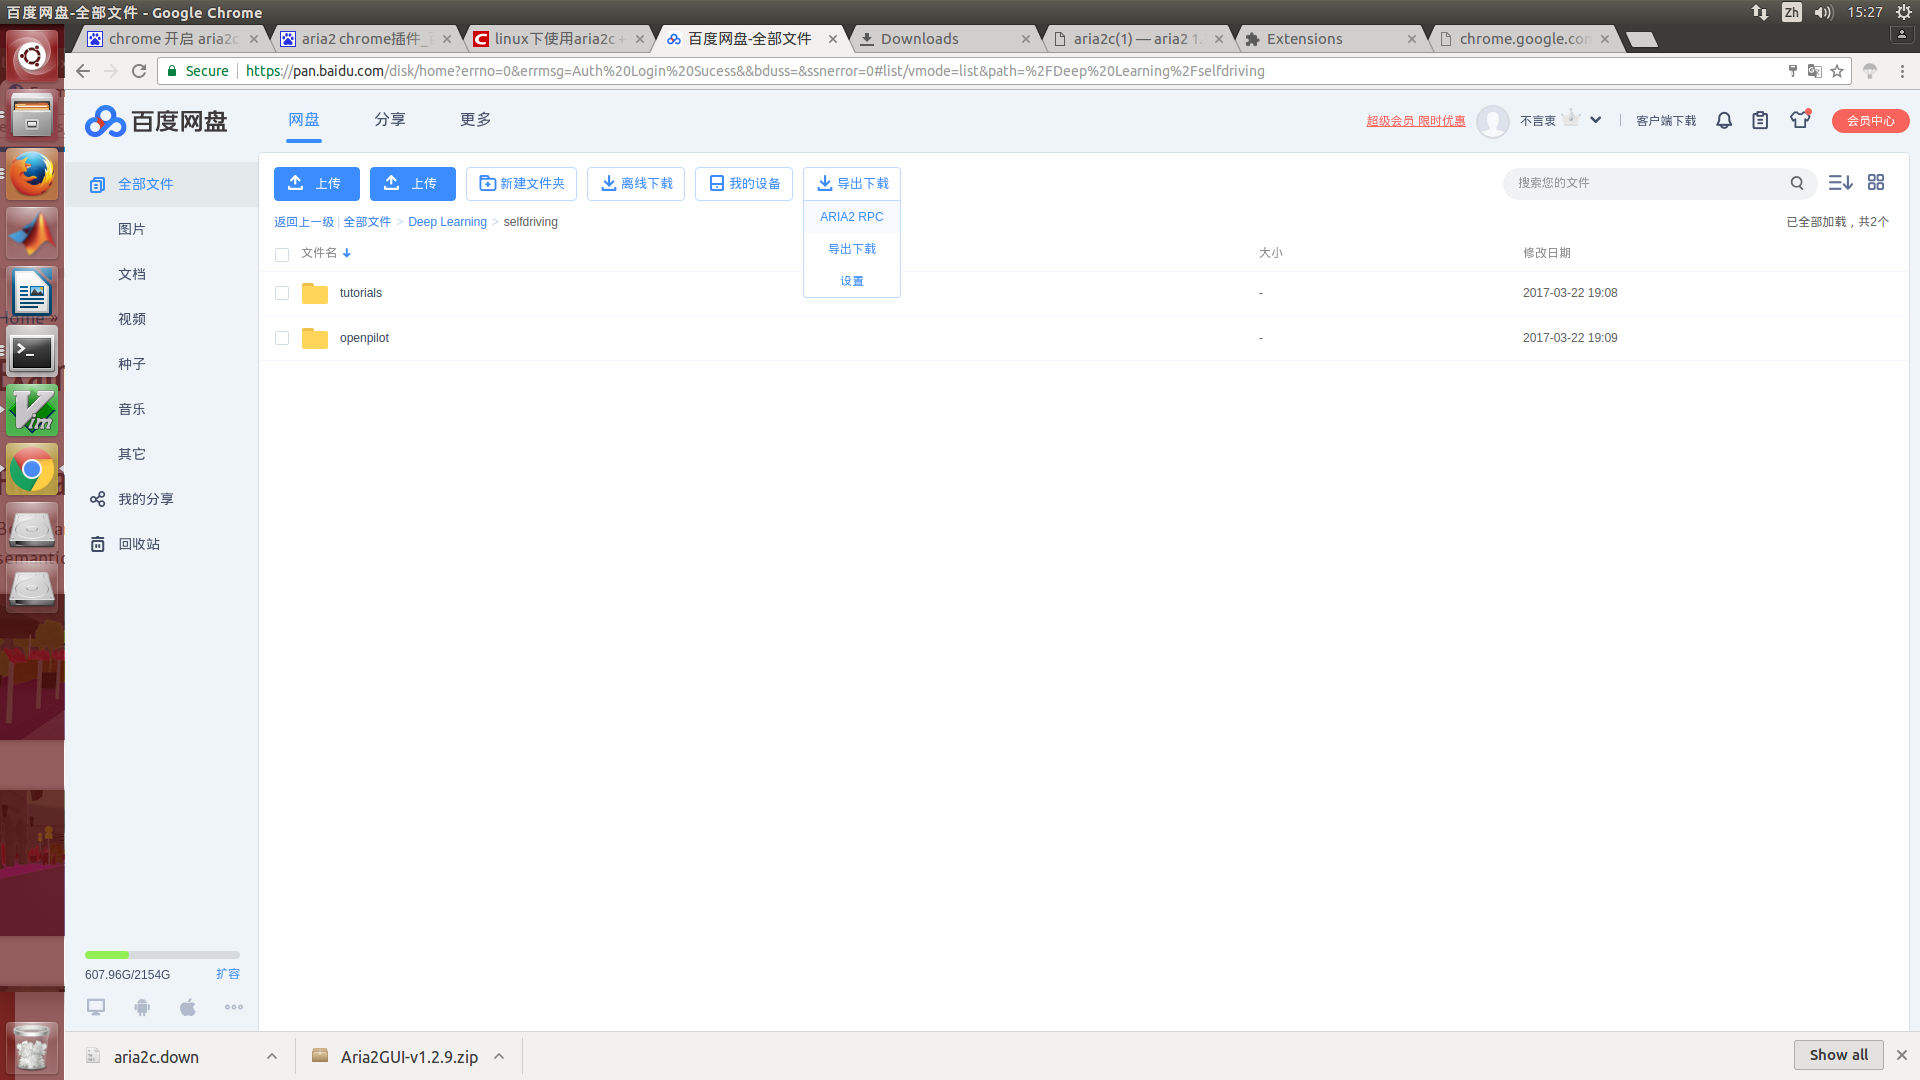 百度网盘-全部文件 - Google Chrome
Zh
15:27
chrome 开启 aria2c
aria2 chrome插件_
linux下使用aria2c +
百度网盘-全部文件
Downloads
aria2c(1) — aria2 1.
Extensions
chrome.google.con
Secure
https://pan.baidu.com/disk/home?errno=0&errmsg=Auth%20Login%20Sucess&&bduss=&ssnerror=0#list/vmode=list&path=%2FDeep%20Learning%2Fselfdriving
百度网盘
网盘
分享
更多
超级会员 限时优惠
不言衷
客户端下载
会员中心
全部文件
图片
文档
视频
种子
音乐
其它
我的分享
回收站
上传
上传
新建文件夹
离线下载
我的设备
导出下载
ARIA2 RPC
导出下载
设置
搜索您的文件
返回上一级 | 全部文件 > Deep Learning > selfdriving
已全部加载，共2个
文件名
大小
修改日期
tutorials
-
2017-03-22 19:08
openpilot
-
2017-03-22 19:09
607.96G/2154G
扩容
aria2c.down
Aria2GUI-v1.2.9.zip
Show all